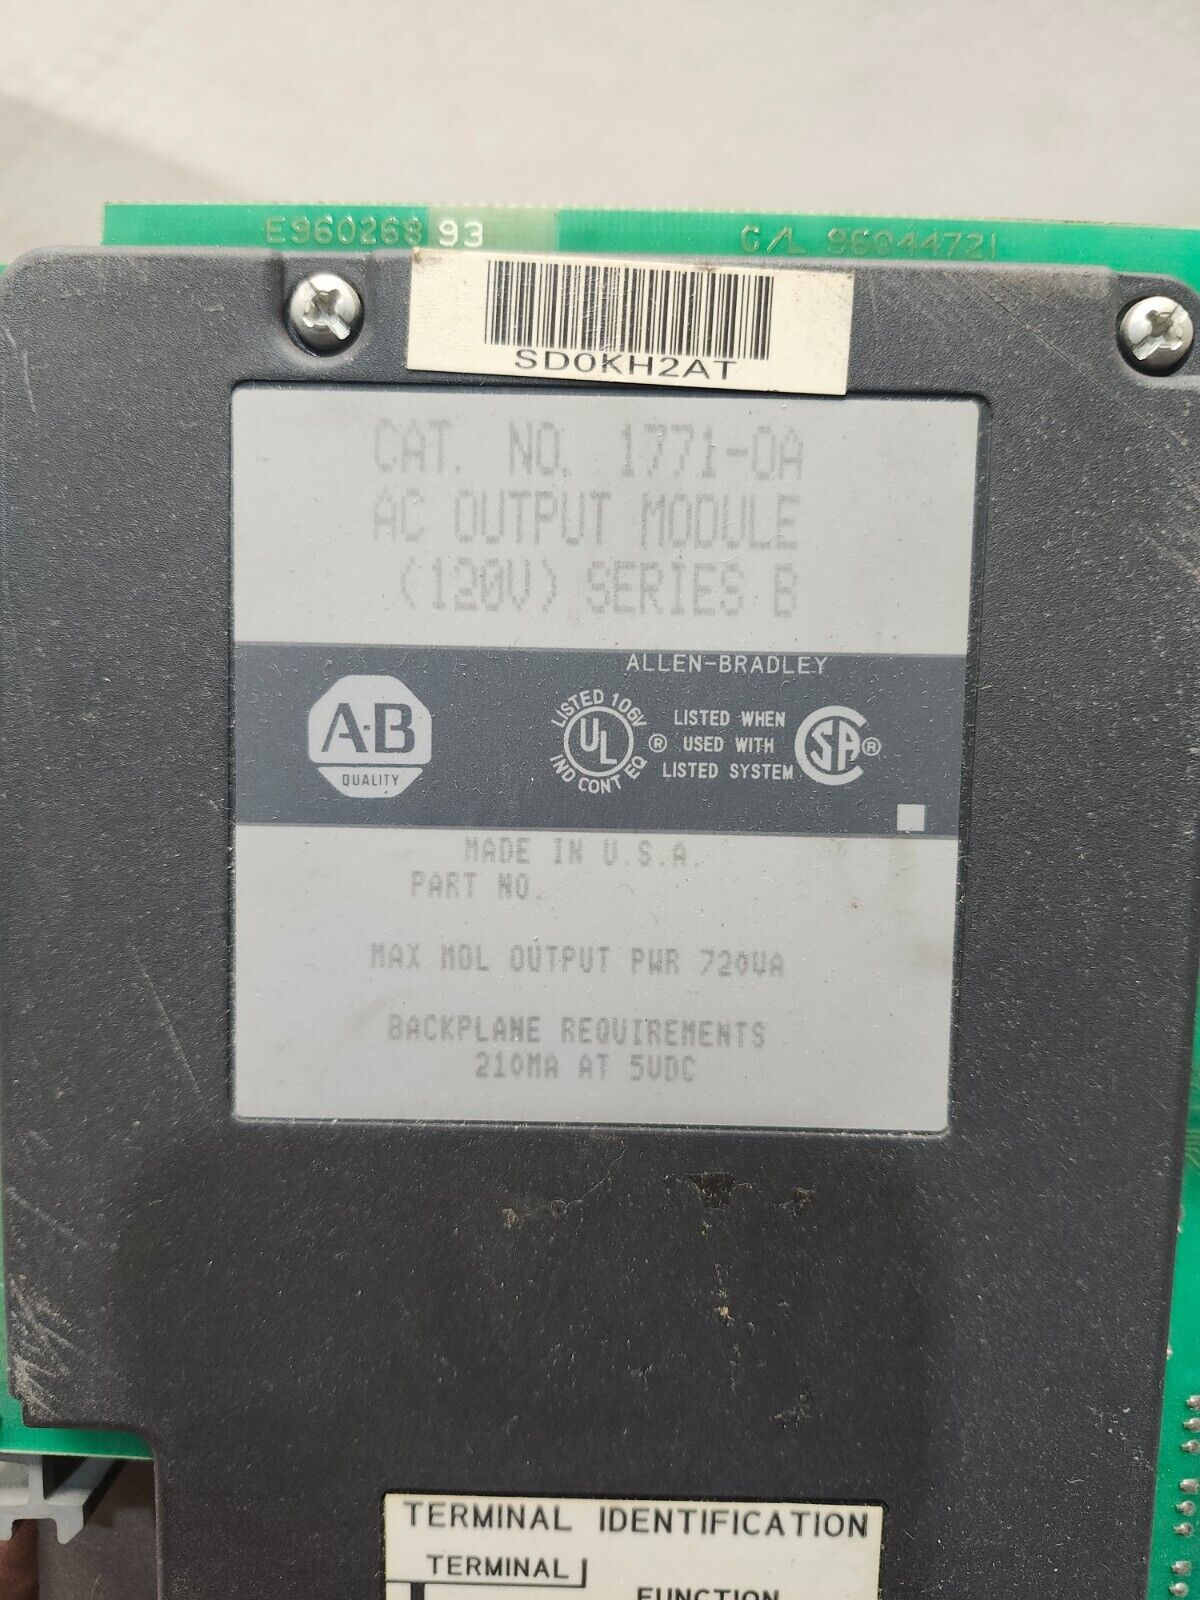 E960268 93
C/L 96044721
SD0KH2AT
CAT. NO. 1771-OA
AC OUTPUT MODULE
(120V) SERIES B
ALLEN-BRADLEY
A·B
QUALITY
LISTED 106V
UL ®
IND CONT EQ
LISTED WHEN
USED WITH
LISTED SYSTEM
SA ®
MADE IN U.S.A.
PART NO.
MAX MDL OUTPUT PWR 720VA
BACKPLANE REQUIREMENTS
210MA AT 5VDC
TERMINAL IDENTIFICATION
TERMINAL
FUNCTION